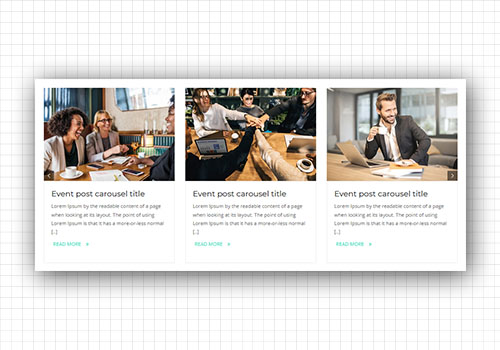 Event post carousel title
Lorem Ipsum by the readable content of a page
when looking at its layout. The point of using
Lorem Ipsum is that it has a more-or-less normal
[...]
READ MORE
Event post carousel title
Lorem Ipsum by the readable content of a page
when looking at its layout. The point of using
Lorem Ipsum is that it has a more-or-less normal
[...]
READ MORE
Event post carousel title
Lorem Ipsum by the readable content of a page
when looking at its layout. The point of using
Lorem Ipsum is that it has a more-or-less normal
[...]
READ MORE